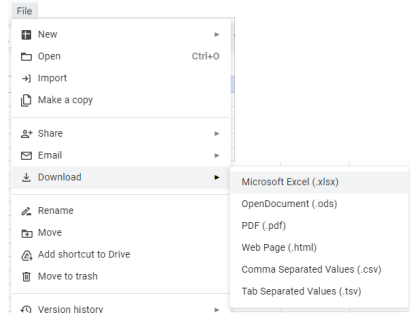 File
New
Open Ctrl+O
Import
Make a copy
Share
Email
Download
Microsoft Excel (.xlsx)
OpenDocument (.ods)
PDF (.pdf)
Web Page (.html)
Comma Separated Values (.csv)
Tab Separated Values (.tsv)
Rename
Move
Add shortcut to Drive
Move to trash
Version history